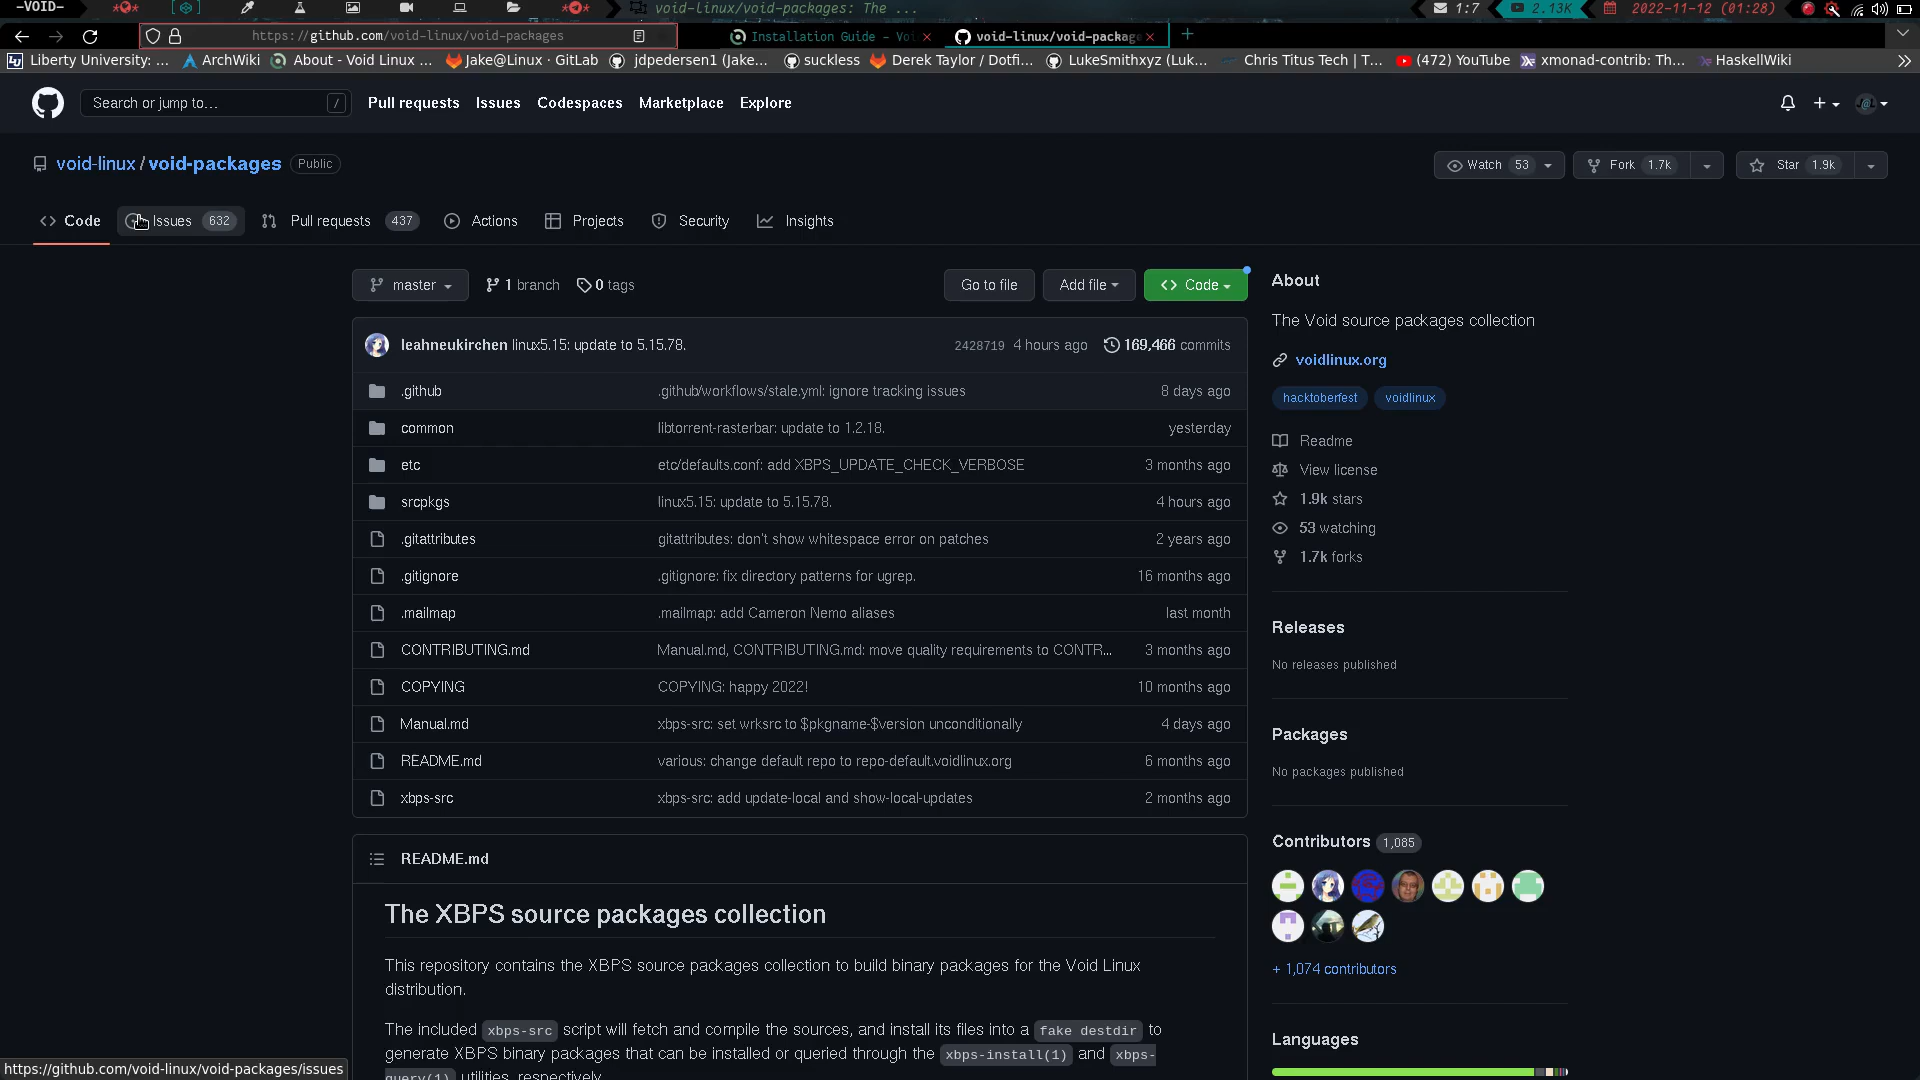 -VOID-
void-linux/void-packages: The ...
1:7
2.13K
2022-11-12 (01:28)
https://github.com/void-linux/void-packages
Installation Guide - Voi
void-linux/void-packag
Liberty University: ...
ArchWiki
About - Void Linux ...
Jake@Linux · GitLab
jdpedersen1 (Jake...
suckless
Derek Taylor / Dotfi...
LukeSmithxyz (Luk...
Chris Titus Tech | T...
(472) YouTube
xmonad-contrib: Th...
HaskellWiki
Search or jump to...
/
Pull requests
Issues
Codespaces
Marketplace
Explore
void-linux / void-packages
Public
Watch 53
Fork 1.7k
Star 1.9k
Code
Issues 632
Pull requests 437
Actions
Projects
Security
Insights
master
1 branch
0 tags
Go to file
Add file
Code
leahneukirchen linux5.15: update to 5.15.78.
2428719 4 hours ago
169,466 commits
.github
.github/workflows/stale.yml: ignore tracking issues
8 days ago
common
libtorrent-rasterbar: update to 1.2.18.
yesterday
etc
etc/defaults.conf: add XBPS_UPDATE_CHECK_VERBOSE
3 months ago
srcpkgs
linux5.15: update to 5.15.78.
4 hours ago
.gitattributes
gitattributes: don't show whitespace error on patches
2 years ago
.gitignore
.gitignore: fix directory patterns for ugrep.
16 months ago
.mailmap
.mailmap: add Cameron Nemo aliases
last month
CONTRIBUTING.md
Manual.md, CONTRIBUTING.md: move quality requirements to CONTR...
3 months ago
COPYING
COPYING: happy 2022!
10 months ago
Manual.md
xbps-src: set wrksrc to $pkgname-$version unconditionally
4 days ago
README.md
various: change default repo to repo-default.voidlinux.org
6 months ago
xbps-src
xbps-src: add update-local and show-local-updates
2 months ago
README.md
The XBPS source packages collection
This repository contains the XBPS source packages collection to build binary packages for the Void Linux
distribution.
The included xbps-src script will fetch and compile the sources, and install its files into a fake destdir to
generate XBPS binary packages that can be installed or queried through the xbps-install(1) and xbps-
query(1) utilities, respectively.
About
The Void source packages collection
voidlinux.org
hacktoberfest
voidlinux
Readme
View license
1.9k stars
53 watching
1.7k forks
Releases
No releases published
Packages
No packages published
Contributors 1,085
+ 1,074 contributors
Languages
https://github.com/void-linux/void-packages/issues